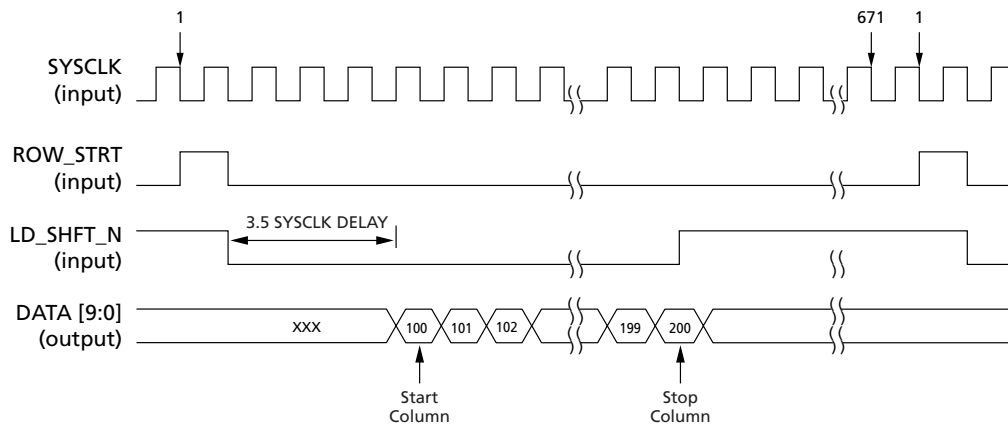 1 671 1
SYSCLK
(input)
ROW_STRT
(input)
3.5 SYSCLK DELAY
LD_SHFT_N
(input)
DATA [9:0]
(output)
XXX 100 101 102 199 200
Start
Column
Stop
Column